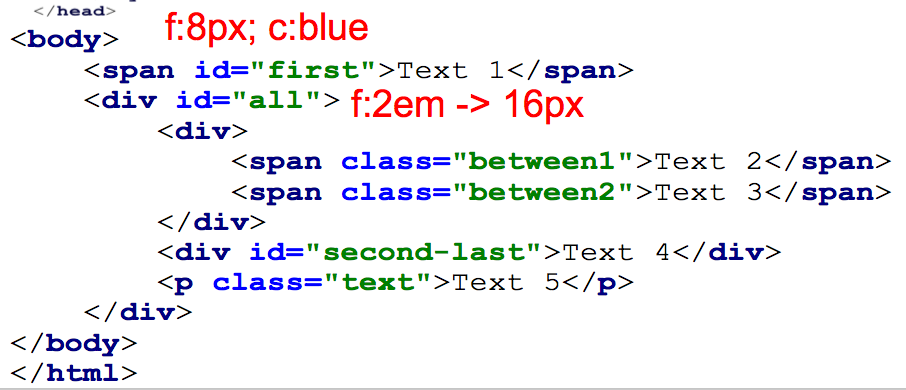 </head>
<body> f:8px; c:blue
<span id="first">Text 1</span>
<div id="all"> f:2em -> 16px
<div>
<span class="between1">Text 2</span>
<span class="between2">Text 3</span>
</div>
<div id="second-last">Text 4</div>
<p class="text">Text 5</p>
</div>
</body>
</html>